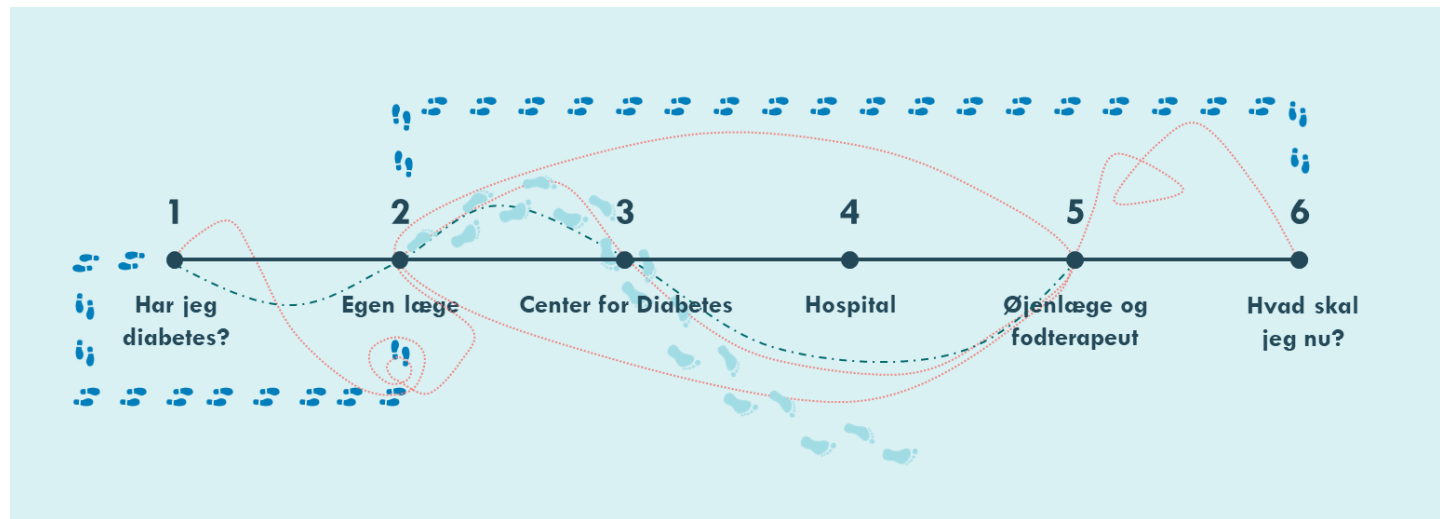 1 2 3 4 5 6
Har jeg
diabetes?
Egen læge
Center for Diabetes
Hospital
Øjenlæge og
fodterapeut
Hvad skal
jeg nu?